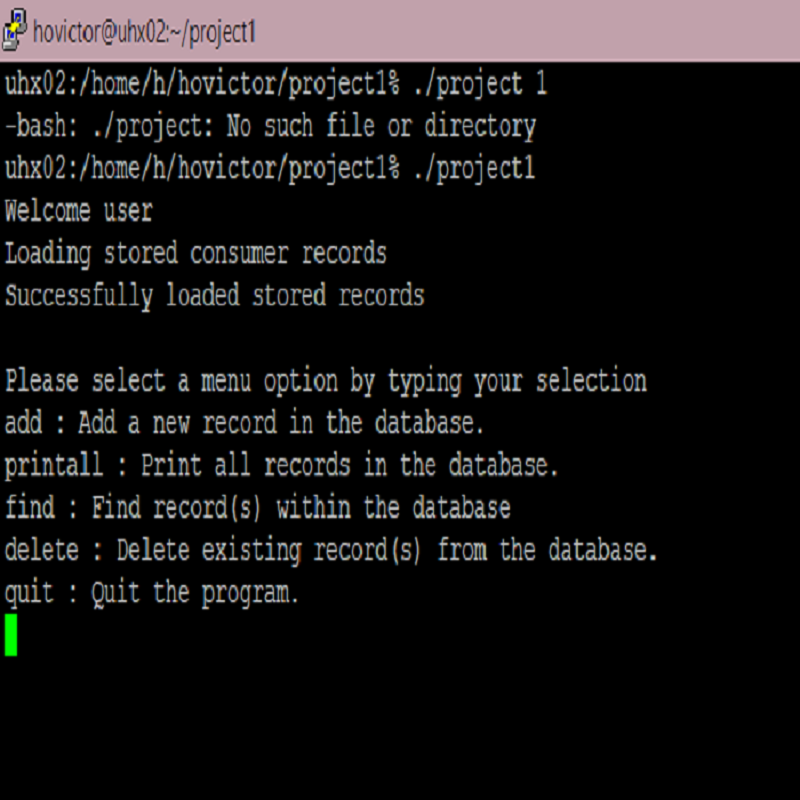 hovictor@uhx02:~/project1
uhx02:/home/h/hovictor/project1% ./project 1
-bash: ./project: No such file or directory
uhx02:/home/h/hovictor/project1% ./project1
Welcome user
Loading stored consumer records
Successfully loaded stored records
Please select a menu option by typing your selection
add : Add a new record in the database.
printall : Print all records in the database.
find : Find record(s) within the database
delete : Delete existing record(s) from the database.
quit : Quit the program.